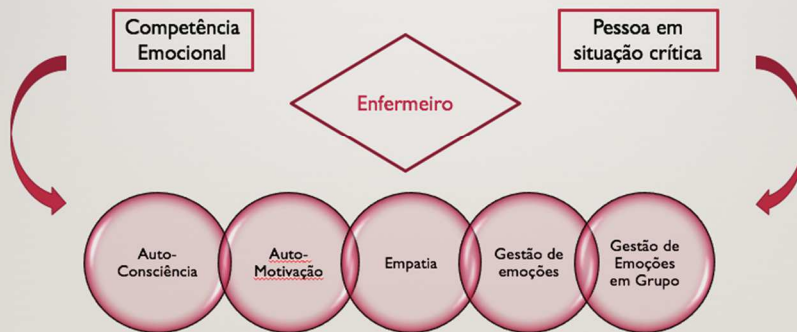 Competência
Emocional
Pessoa em
situação crítica
Enfermeiro
Auto-
Consciência
Auto-
Motivação
Empatia
Gestão de
emoções
Gestão de
Emoções
em Grupo